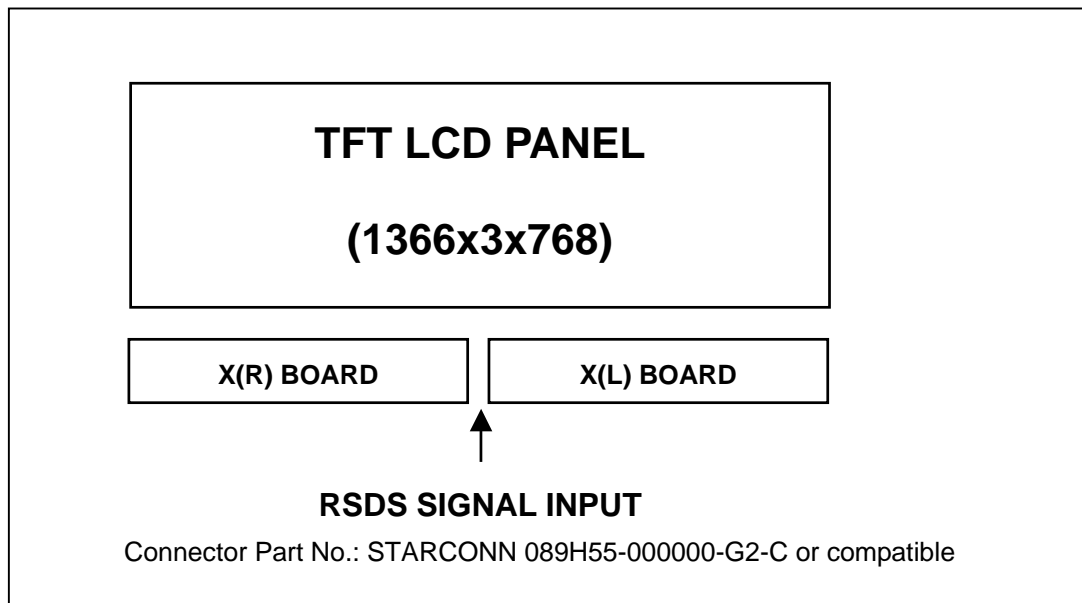 TFT LCD PANEL
(1366x3x768)
X(R) BOARD
X(L) BOARD
RSDS SIGNAL INPUT
Connector Part No.: STARCONN 089H55-000000-G2-C or compatible